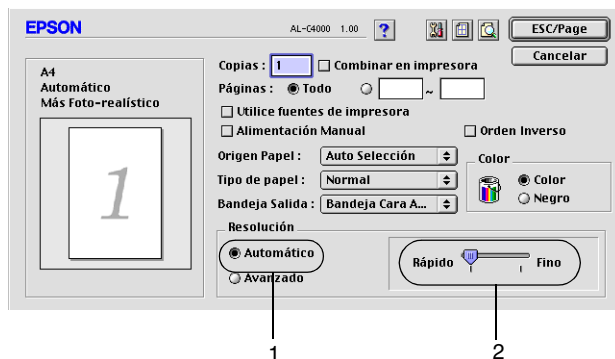 EPSON
AL-C4000 1.00
?
ESC/Page
Cancelar
A4
Automático
Más Foto-realístico
1
Copias : 1
Combinar en impresora
Páginas : Todo ~
Utilice fuentes de impresora
Alimentación Manual
Orden Inverso
Origen Papel : Auto Selección
Tipo de papel : Normal
Bandeja Salida : Bandeja Cara A...
Color
Color
Negro
Resolución
Automático
Avanzado
Rápido Fino
1 2